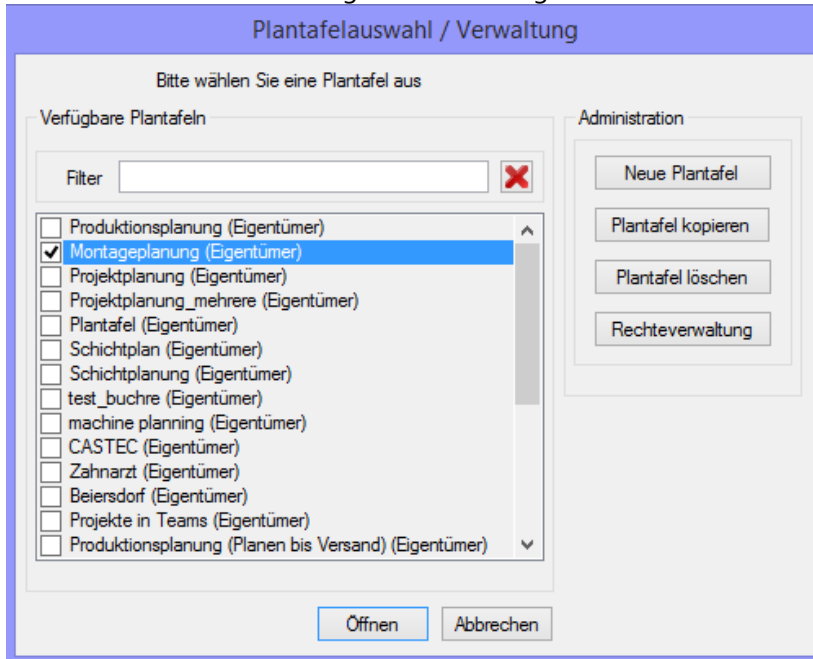 Plantafelauswahl / Verwaltung
Bitte wählen Sie eine Plantafel aus
Verfügbare Plantafeln
Administration
Filter
Neue Plantafel
Produktionsplanung (Eigentümer)
Plantafel kopieren
Montageplanung (Eigentümer)
Projektplanung (Eigentümer)
Plantafel löschen
Projektplanung_mehrere (Eigentümer)
Plantafel (Eigentümer)
Rechteverwaltung
Schichtplan (Eigentümer)
Schichtplanung (Eigentümer)
test_buchre (Eigentümer)
machine planning (Eigentümer)
CASTEC (Eigentümer)
Zahnarzt (Eigentümer)
Beiersdorf (Eigentümer)
Projekte in Teams (Eigentümer)
Produktionsplanung (Planen bis Versand) (Eigentümer)
Öffnen
Abbrechen